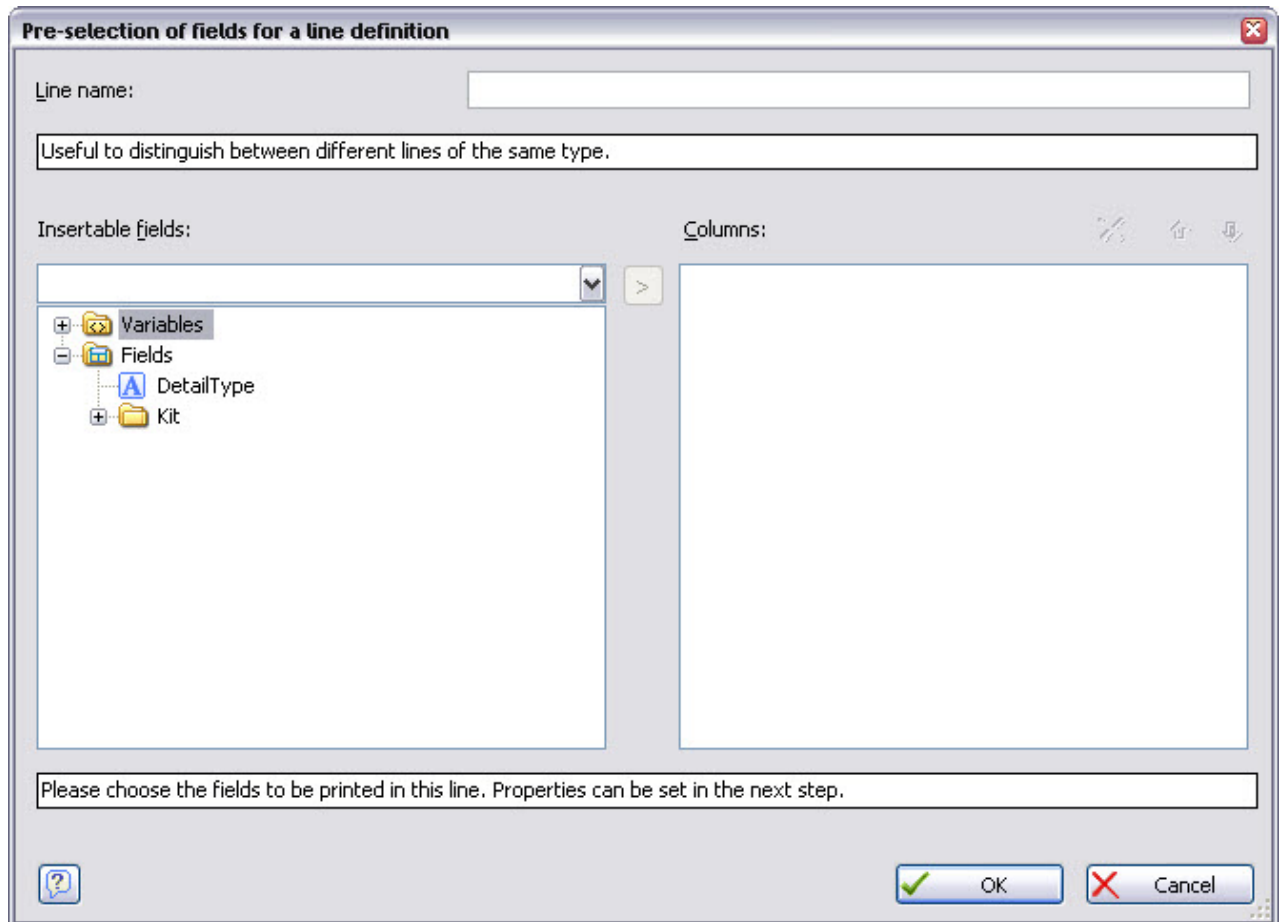 Pre-selection of fields for a line definition
Line name:
Useful to distinguish between different lines of the same type.
Insertable fields:
Columns:
>
Variables
Fields
A DetailType
Kit
Please choose the fields to be printed in this line. Properties can be set in the next step.
?
OK
Cancel